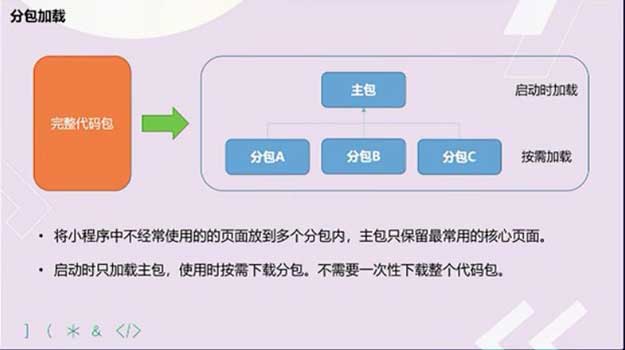 分包加载
完整代码包
主包
启动时加载
分包A
分包B
分包C
按需加载
• 将小程序中不经常使用的的页面放到多个分包内，主包只保留最常用的核心页面。
• 启动时只加载主包，使用时按需下载分包。不需要一次性下载整个代码包。
] ( * & </>